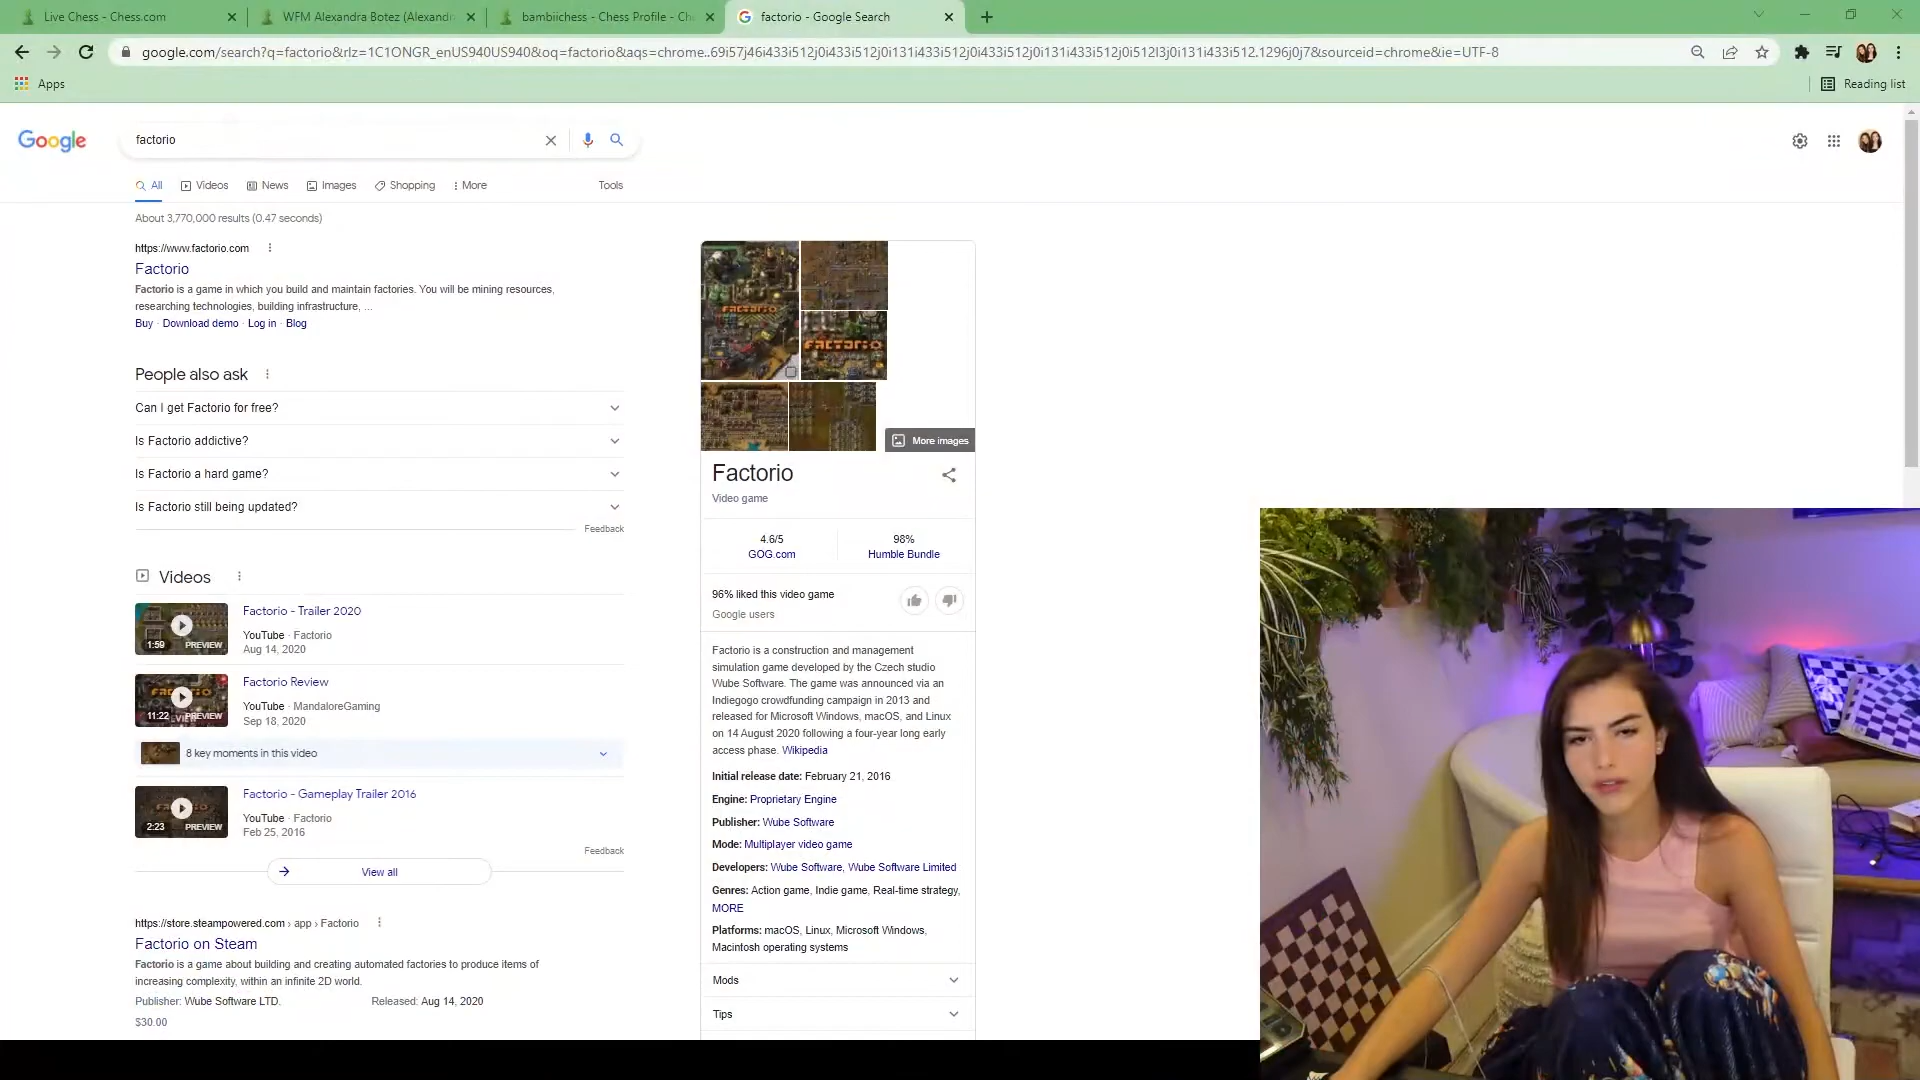 Live Chess - Chess.com
WFM Alexandra Botez (Alexand
bambiichess - Chess Profile - Ch
factorio - Google Search
google.com/search?q=factorio&rlz=1C1ONGR_enUS940US940&oq=factorio&aqs=chrome..69i57j46i433i512j0i433i512j0i131i433i512j0i433i512j0i131i433i512j0i512l3j0i131i433i512.1296j0j7&sourceid=chrome&ie=UTF-8
Apps
Reading list
Google
factorio
All
Videos
News
Images
Shopping
More
Tools
About 3,770,000 results (0.47 seconds)
https://www.factorio.com
Factorio
Factorio is a game in which you build and maintain factories. You will be mining resources,
researching technologies, building infrastructure, ...
Buy · Download demo · Log in · Blog
People also ask
Can I get Factorio for free?
Is Factorio addictive?
Is Factorio a hard game?
Is Factorio still being updated?
Feedback
Videos
Factorio - Trailer 2020
YouTube · Factorio
Aug 14, 2020
1:59 PREVIEW
Factorio Review
YouTube · MandaloreGaming
Sep 18, 2020
11:22 PREVIEW
8 key moments in this video
Factorio - Gameplay Trailer 2016
YouTube · Factorio
Feb 25, 2016
2:23 PREVIEW
Feedback
View all
https://store.steampowered.com › app › Factorio
Factorio on Steam
Factorio is a game about building and creating automated factories to produce items of
increasing complexity, within an infinite 2D world.
Publisher: Wube Software LTD. Released: Aug 14, 2020
$30.00
FACTORIO
FACTORIO
More images
Factorio
Video game
4.6/5
GOG.com
98%
Humble Bundle
96% liked this video game
Google users
Factorio is a construction and management
simulation game developed by the Czech studio
Wube Software. The game was announced via an
Indiegogo crowdfunding campaign in 2013 and
released for Microsoft Windows, macOS, and Linux
on 14 August 2020 following a four-year long early
access phase. Wikipedia
Initial release date: February 21, 2016
Engine: Proprietary Engine
Publisher: Wube Software
Mode: Multiplayer video game
Developers: Wube Software, Wube Software Limited
Genres: Action game, Indie game, Real-time strategy,
MORE
Platforms: macOS, Linux, Microsoft Windows,
Macintosh operating systems
Mods
Tips